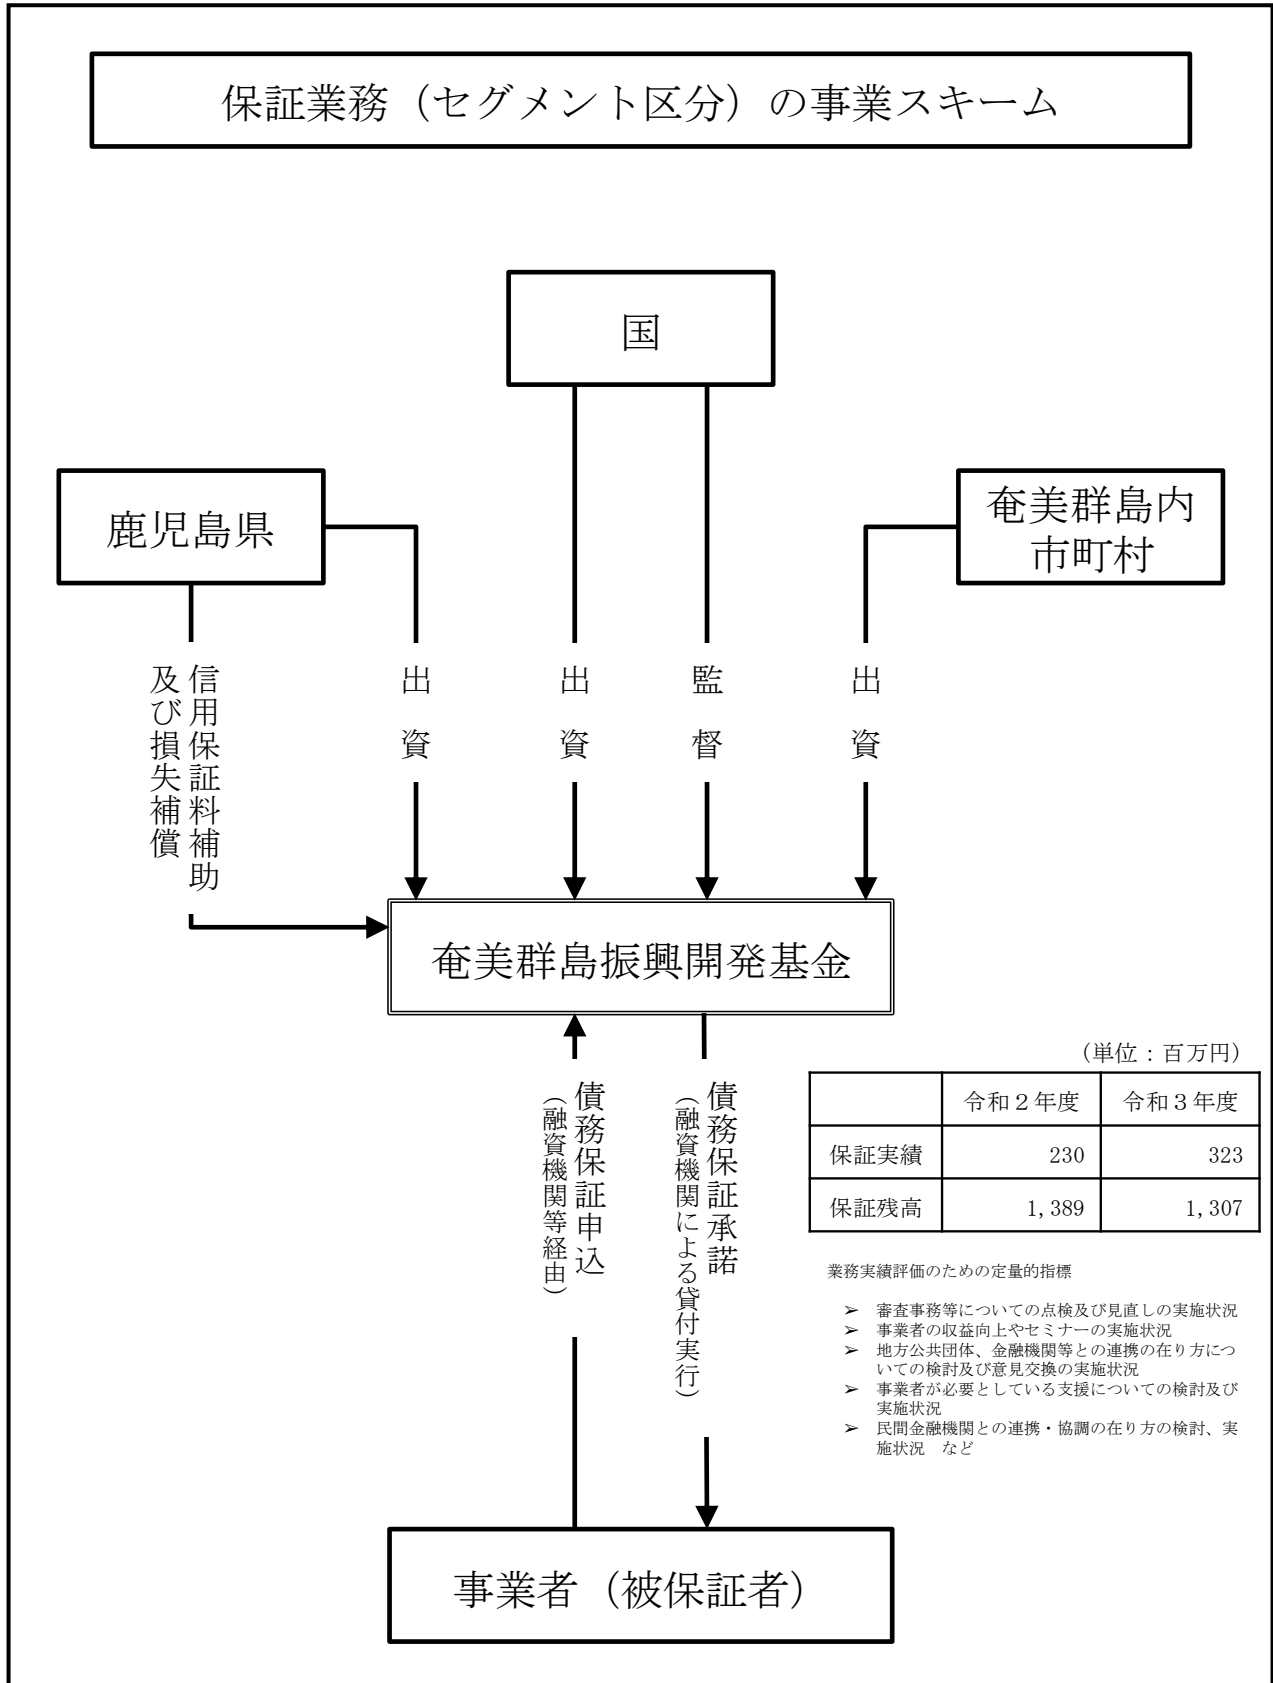 保証業務（セグメント区分）の事業スキーム
国
鹿児島県
奄美群島内
市町村
信用保証料補助
及び損失補償
出資
出資
監督
出資
奄美群島振興開発基金
債務保証申込
（融資機関等経由）
債務保証承諾
（融資機関による貸付実行）
（単位：百万円）
令和２年度 令和３年度
保証実績 230 323
保証残高 1,389 1,307
業務実績評価のための定量的指標
➢ 審査事務等についての点検及び見直しの実施状況
➢ 事業者の収益向上やセミナーの実施状況
➢ 地方公共団体、金融機関等との連携の在り方につ
いての検討及び意見交換の実施状況
➢ 事業者が必要としている支援についての検討及び
実施状況
➢ 民間金融機関との連携・協調の在り方の検討、実
施状況　など
事業者（被保証者）